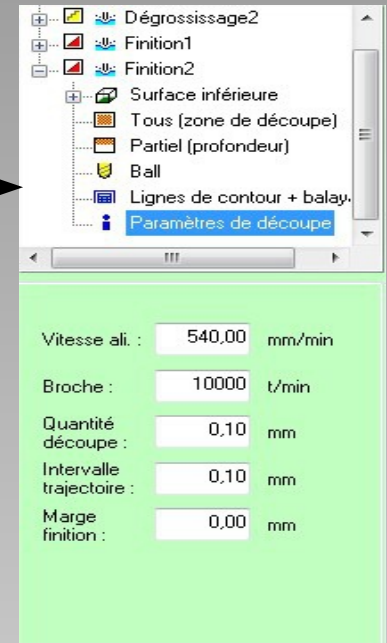 Dégrossissage2
Finition1
Finition2
Surface inférieure
Tous (zone de découpe)
Partiel (profondeur)
Ball
Lignes de contour + balay
Paramètres de découpe
Vitesse ali. : 540,00 mm/min
Broche : 10000 t/min
Quantité
découpe : 0,10 mm
Intervalle
trajectoire : 0,10 mm
Marge
finition : 0,00 mm